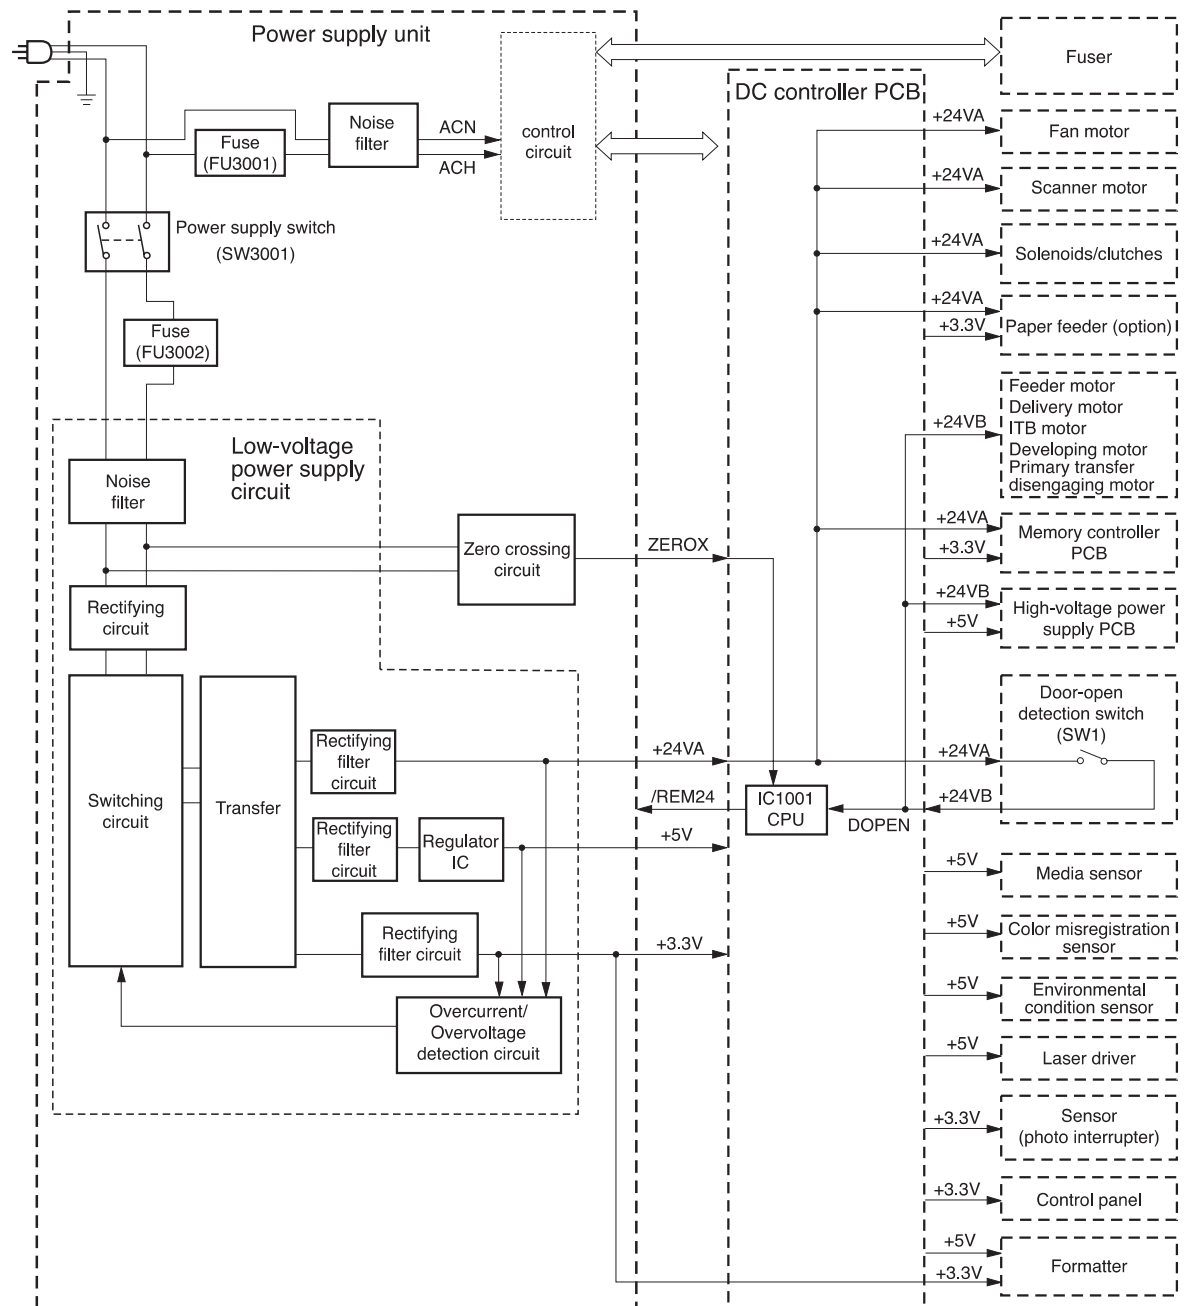 Power supply unit
Fuser
DC controller PCB
+24VA
Fan motor
Noise
filter
ACN
ACH
control
circuit
Fuse
(FU3001)
+24VA
Scanner motor
Power supply switch
(SW3001)
+24VA
Solenoids/clutches
+24VA
+3.3V
Paper feeder (option)
Fuse
(FU3002)
Feeder motor
Delivery motor
ITB motor
Developing motor
Primary transfer
disengaging motor
+24VB
Low-voltage
power supply
circuit
Noise
filter
+24VA
+3.3V
Memory controller
PCB
Zero crossing
circuit
ZEROX
Rectifying
circuit
+24VB
+5V
High-voltage power
supply PCB
Door-open
detection switch
(SW1)
Switching
circuit
Transfer
Rectifying
filter
circuit
+24VA
+24VA
/REM24
IC1001
CPU
DOPEN
+24VB
Rectifying
filter
circuit
Regulator
IC
+5V
+5V
Media sensor
Rectifying
filter circuit
+3.3V
+5V
Color misregistration
sensor
Overcurrent/
Overvoltage
detection circuit
+5V
Environmental
condition sensor
+5V
Laser driver
+3.3V
Sensor
(photo interrupter)
+3.3V
Control panel
+5V
+3.3V
Formatter